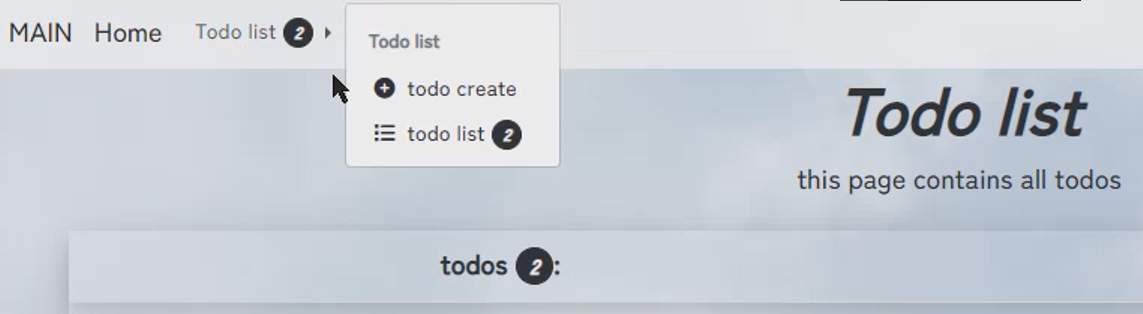 MAIN Home Todo list 2
Todo list
todo create
todo list 2
Todo list
this page contains all todos
todos 2: